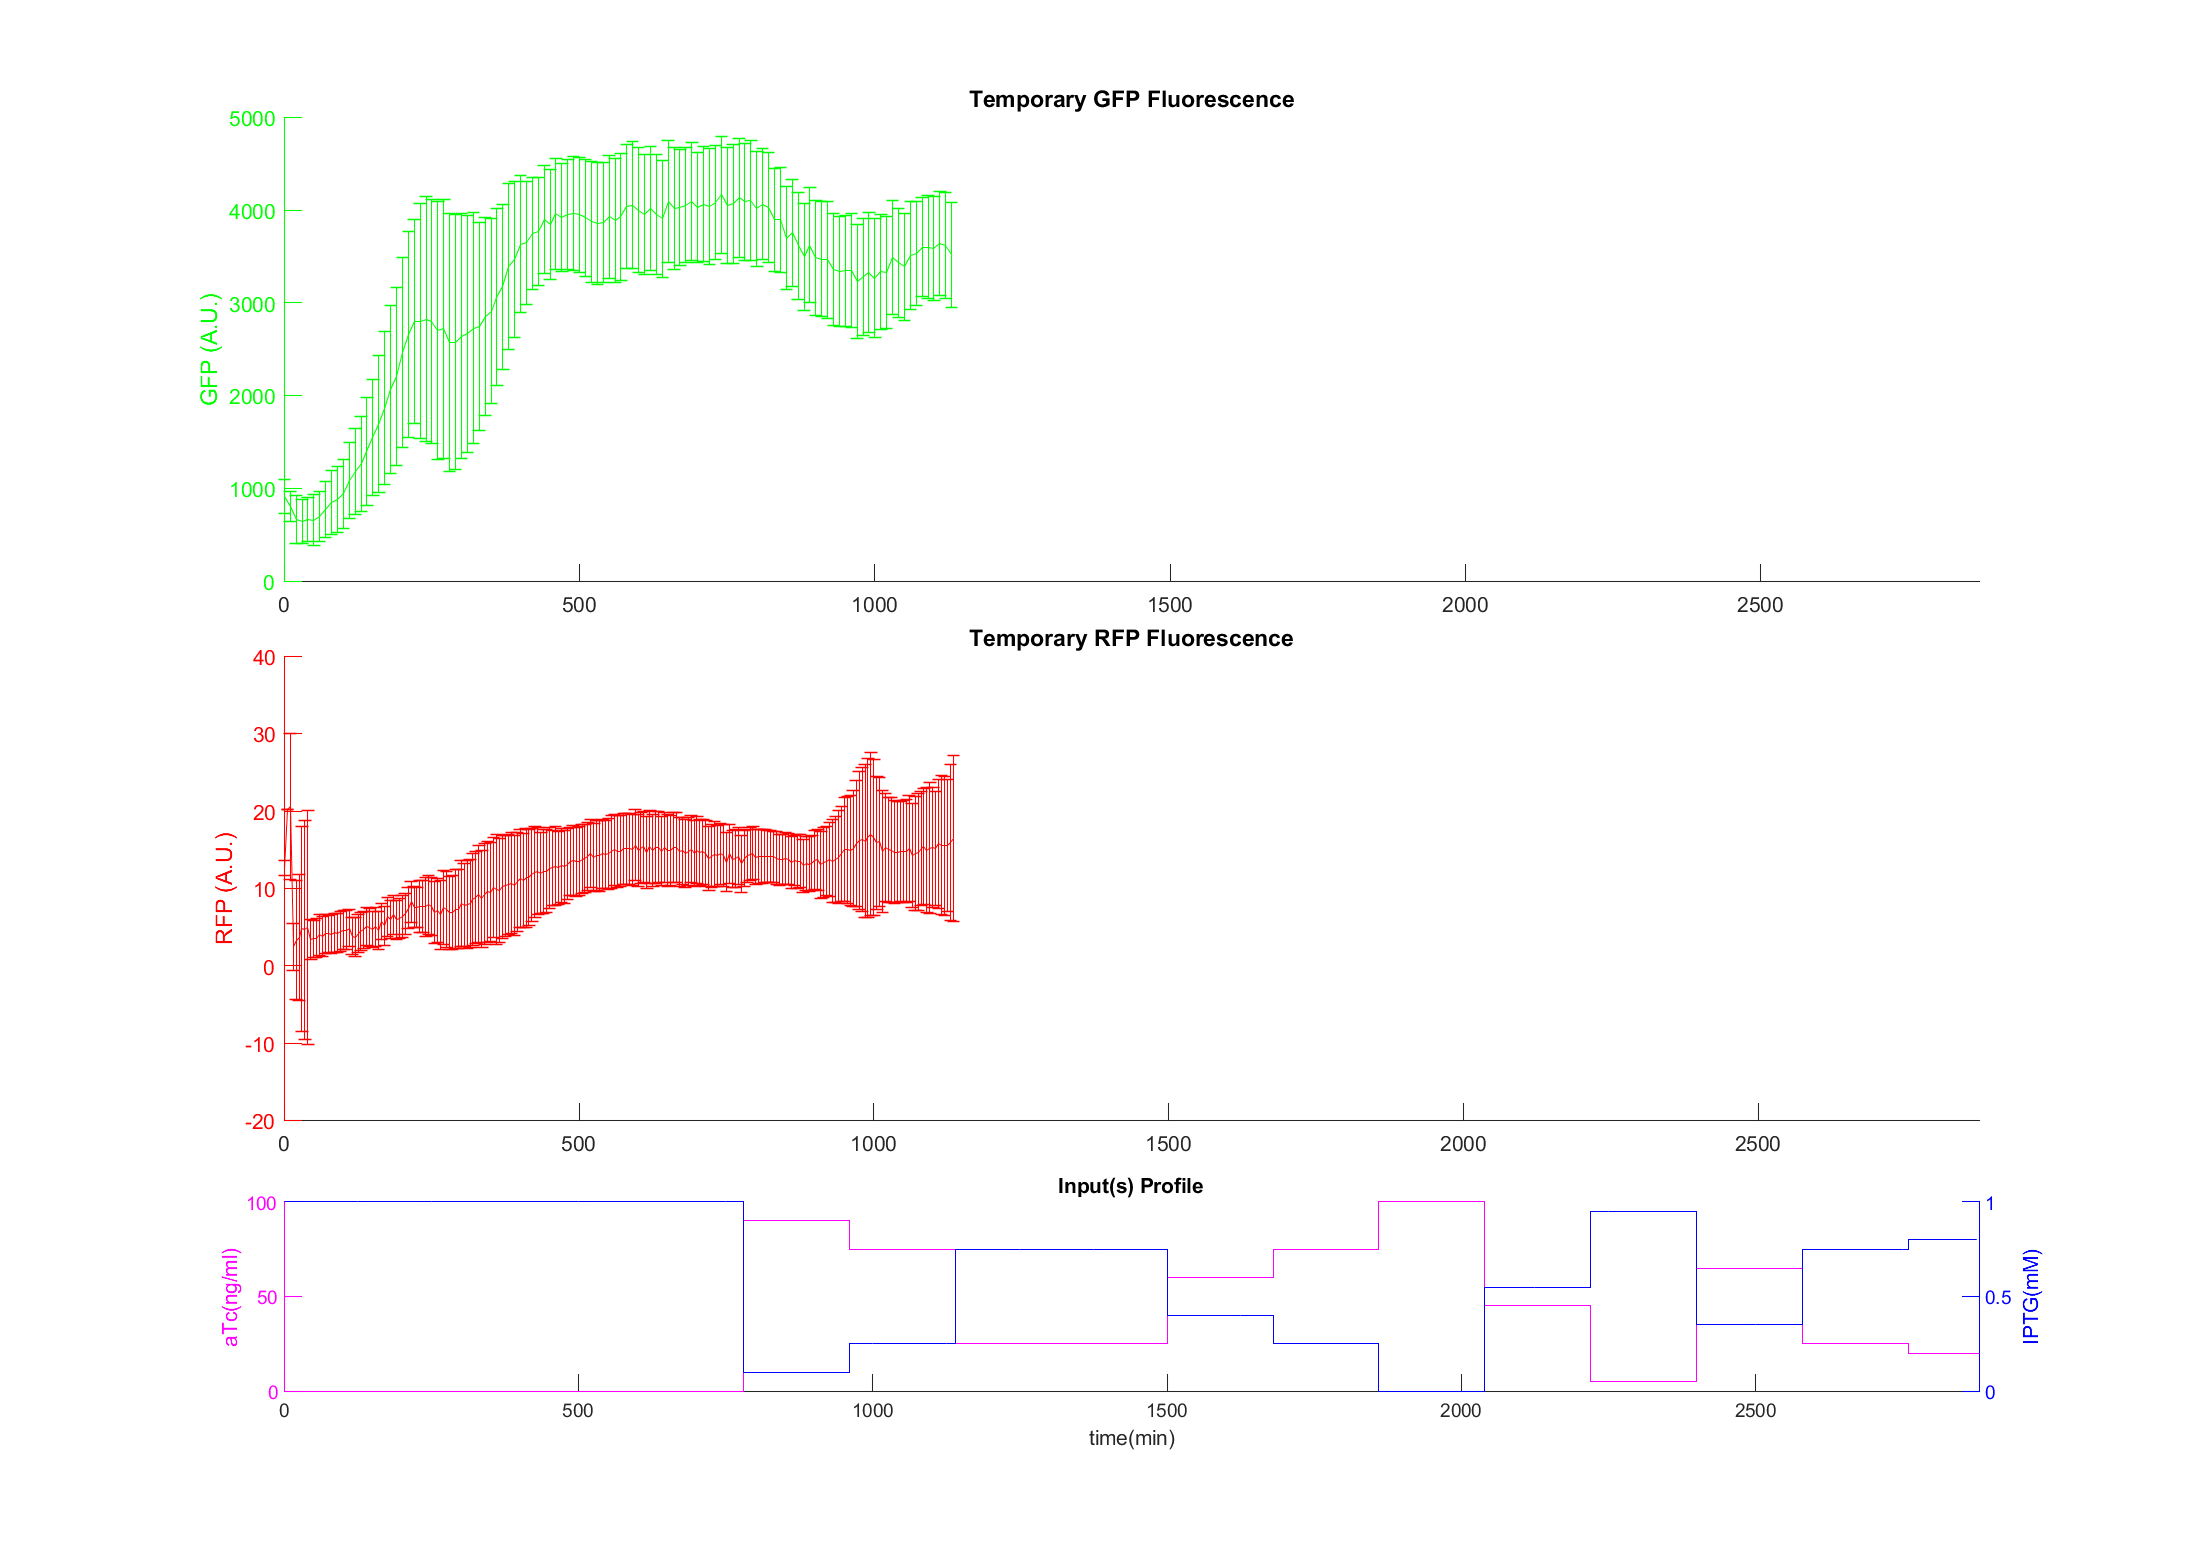 Temporary GFP Fluorescence
5000
4000
3000
2000
1000
0
GFP (A.U.)
0 500 1000 1500 2000 2500
Temporary RFP Fluorescence
40
30
20
10
0
-10
-20
RFP (A.U.)
0 500 1000 1500 2000 2500
Input(s) Profile
100
50
0
aTc(ng/ml)
1
0.5
0
IPTG(mM)
0 500 1000 1500 2000 2500
time(min)